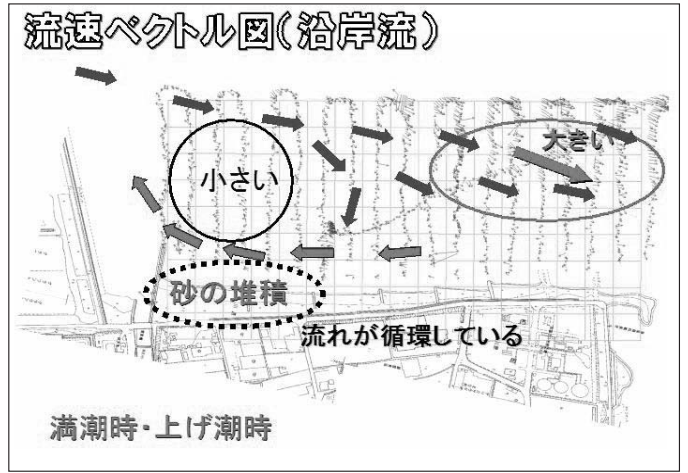 流速ベクトル図(沿岸流)
大きい
小さい
砂の堆積
流れが循環している
満潮時・上げ潮時